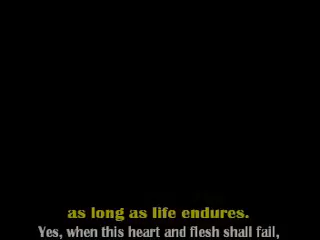 as long as life endures.
Yes, when this heart and flesh shall fail,